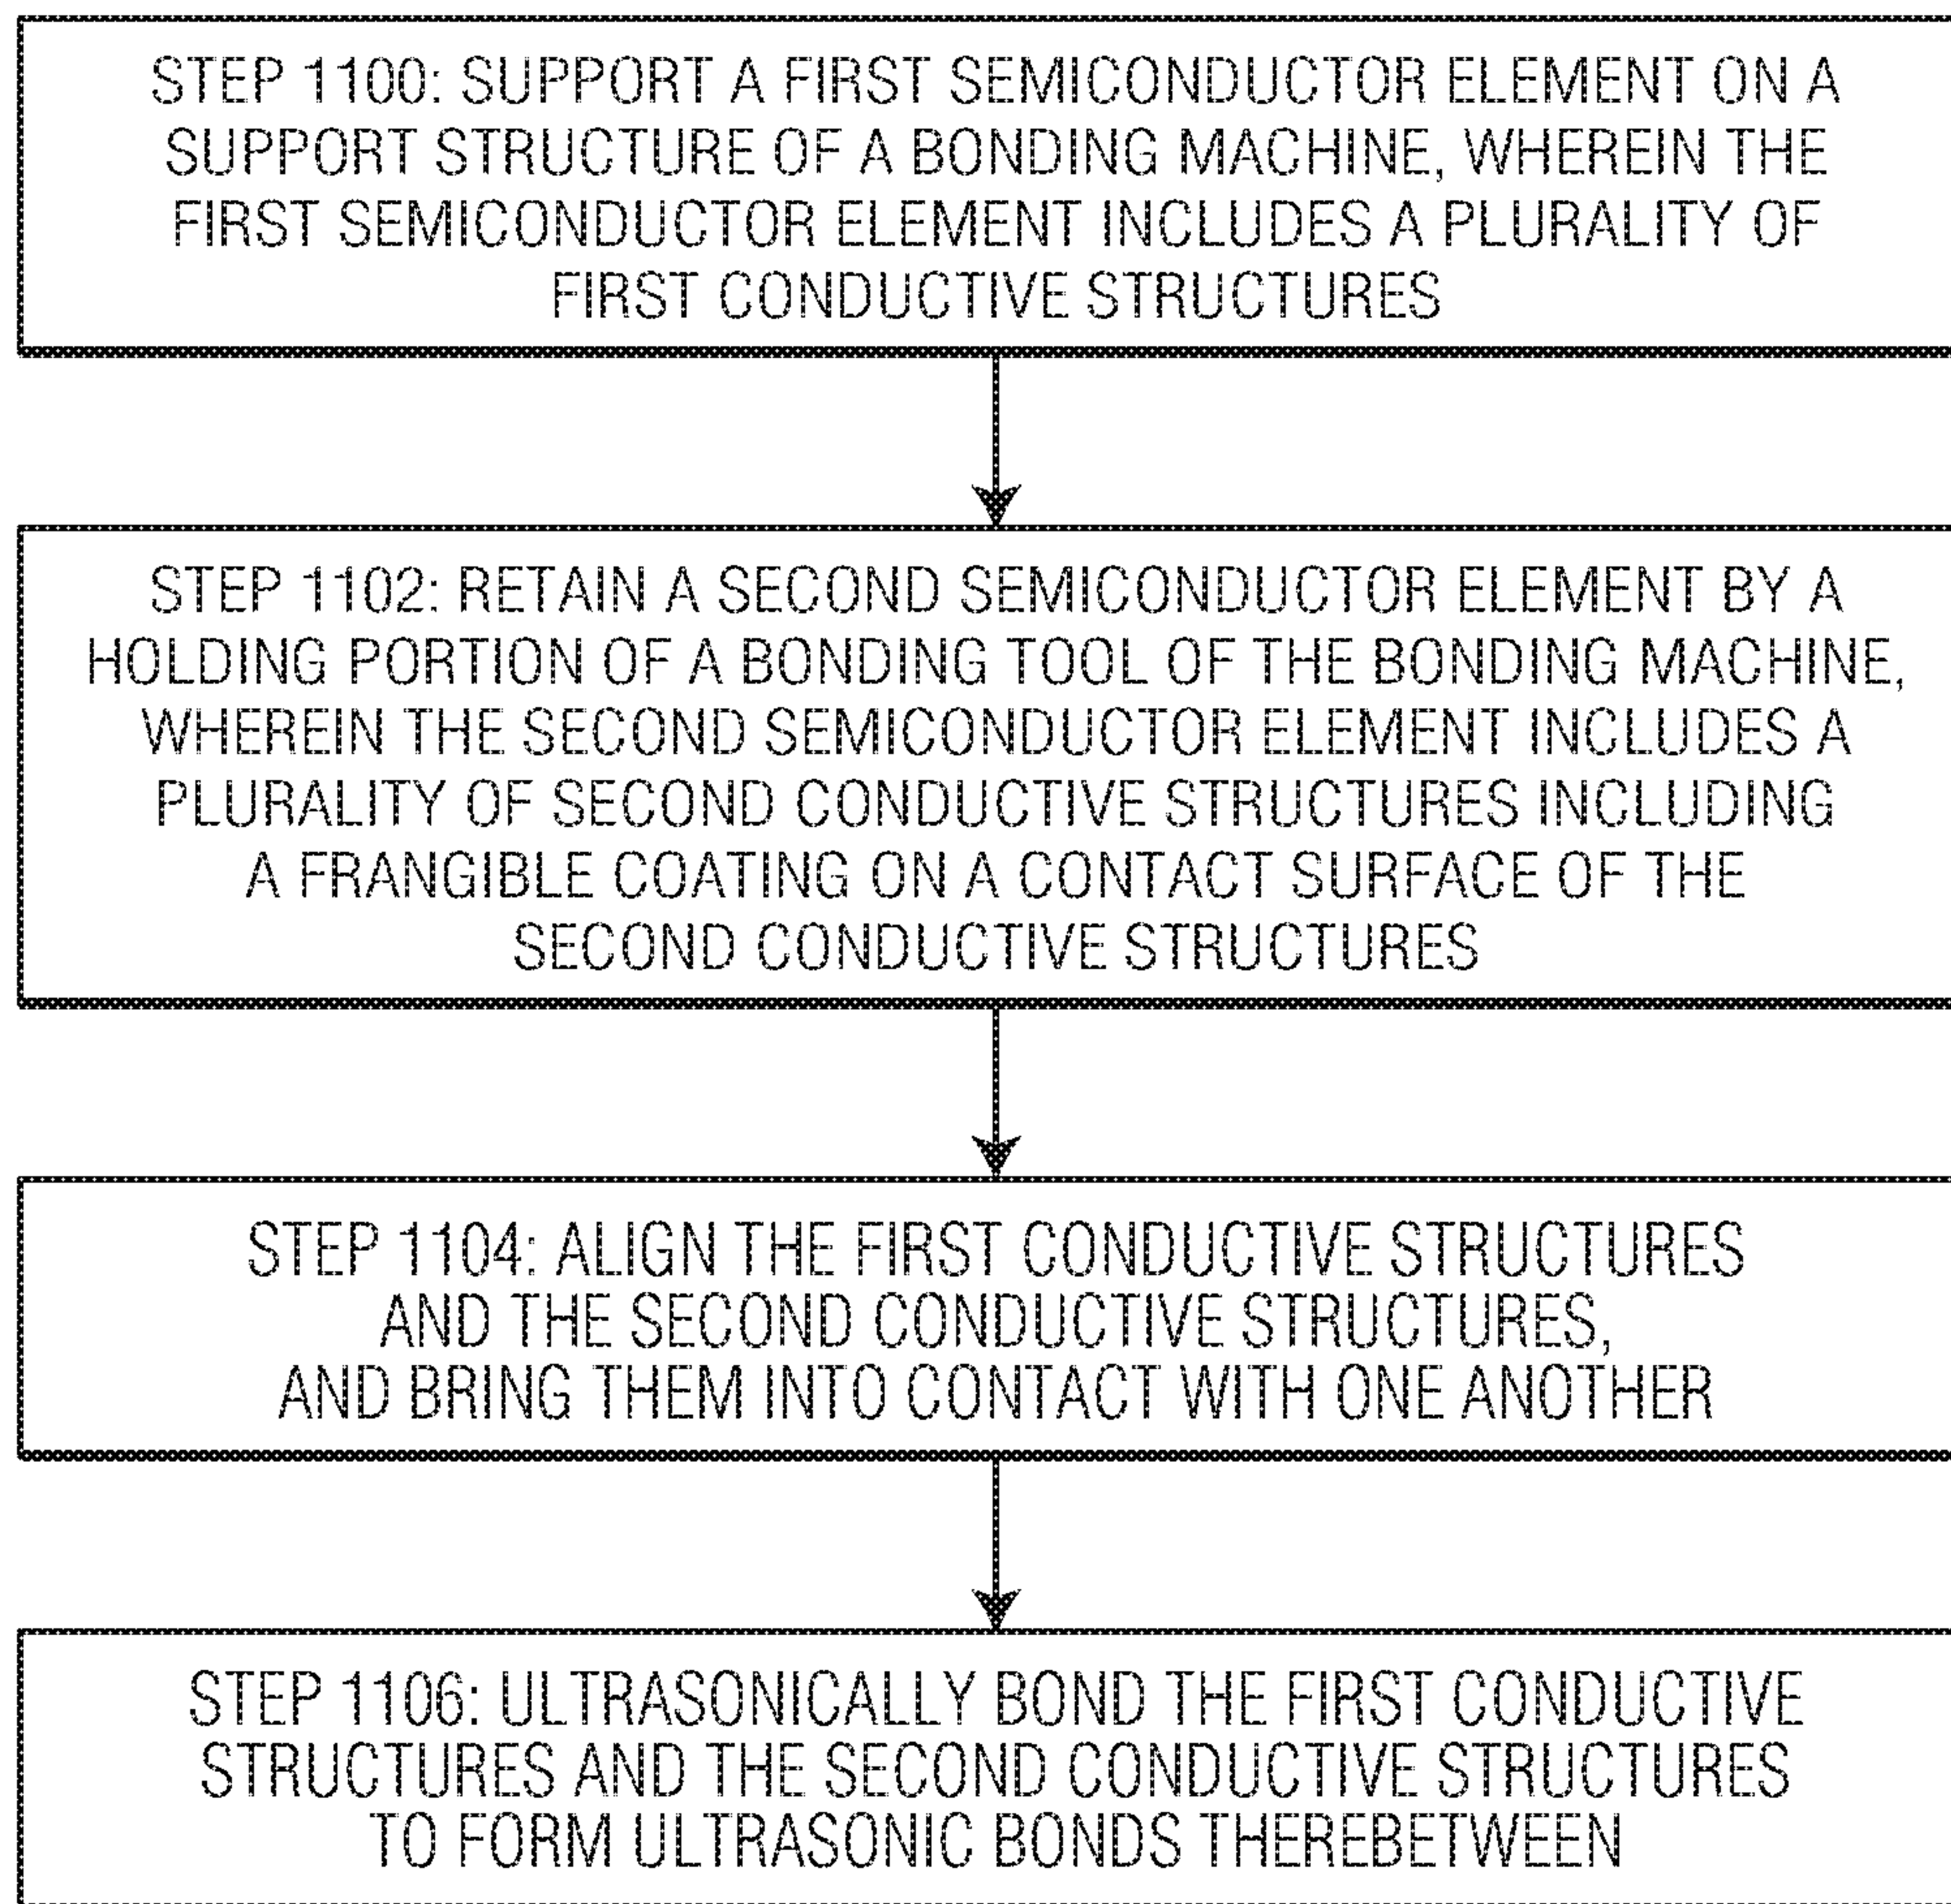 STEP 1100: SUPPORT A FIRST SEMICONDUCTOR ELEMENT ON A
SUPPORT STRUCTURE OF A BONDING MACHINE, WHEREIN THE
FIRST SEMICONDUCTOR ELEMENT INCLUDES A PLURALITY OF
FIRST CONDUCTIVE STRUCTURES
STEP 1102: RETAIN A SECOND SEMICONDUCTOR ELEMENT BY A
HOLDING PORTION OF A BONDING TOOL OF THE BONDING MACHINE,
WHEREIN THE SECOND SEMICONDUCTOR ELEMENT INCLUDES A
PLURALITY OF SECOND CONDUCTIVE STRUCTURES INCLUDING
A FRANGIBLE COATING ON A CONTACT SURFACE OF THE
SECOND CONDUCTIVE STRUCTURES
STEP 1104: ALIGN THE FIRST CONDUCTIVE STRUCTURES
AND THE SECOND CONDUCTIVE STRUCTURES,
AND BRING THEM INTO CONTACT WITH ONE ANOTHER
STEP 1106: ULTRASONICALLY BOND THE FIRST CONDUCTIVE
STRUCTURES AND THE SECOND CONDUCTIVE STRUCTURES
TO FORM ULTRASONIC BONDS THEREBETWEEN